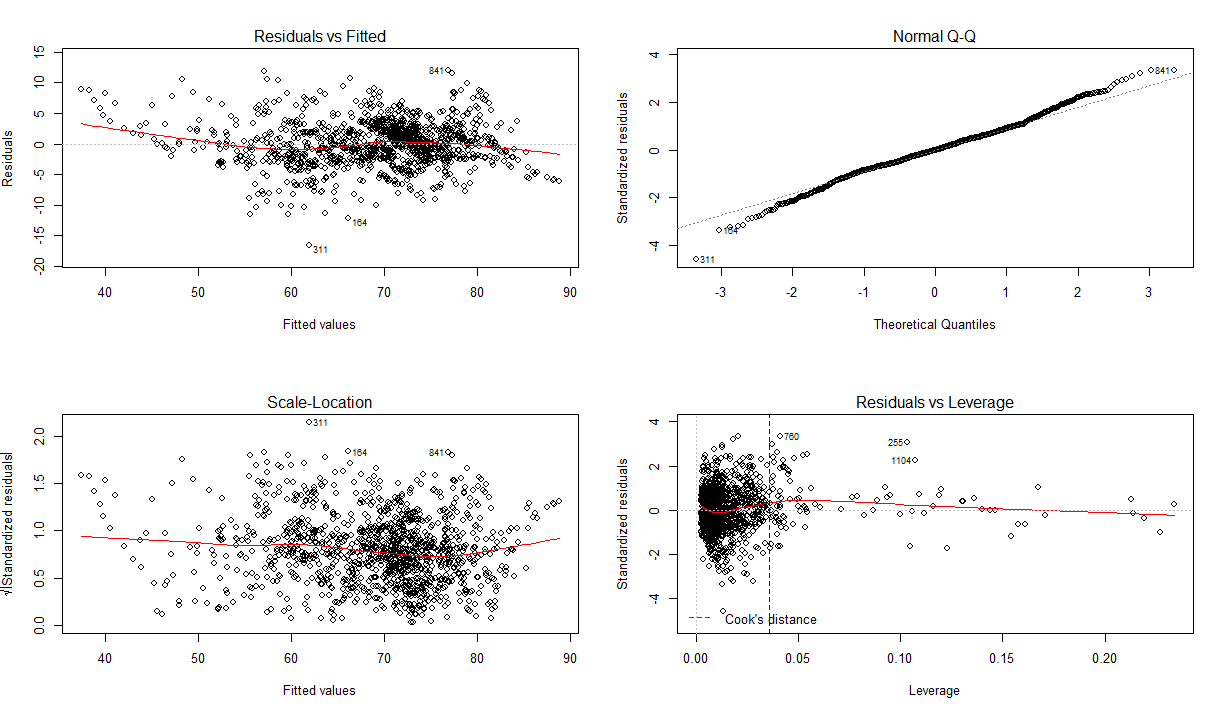 Residuals vs Fitted
Residuals
15
10
5
0
-5
-10
-15
-20
841
164
311
40 50 60 70 80 90
Fitted values
Normal Q-Q
Standardized residuals
4
2
0
-2
-4
841
164
311
-3 -2 -1 0 1 2 3
Theoretical Quantiles
Scale-Location
√|Standardized residuals|
2.0
1.5
1.0
0.5
0.0
311
164
841
40 50 60 70 80 90
Fitted values
Residuals vs Leverage
Standardized residuals
4
2
0
-2
-4
760
255
1104
Cook's distance
0.00 0.05 0.10 0.15 0.20
Leverage